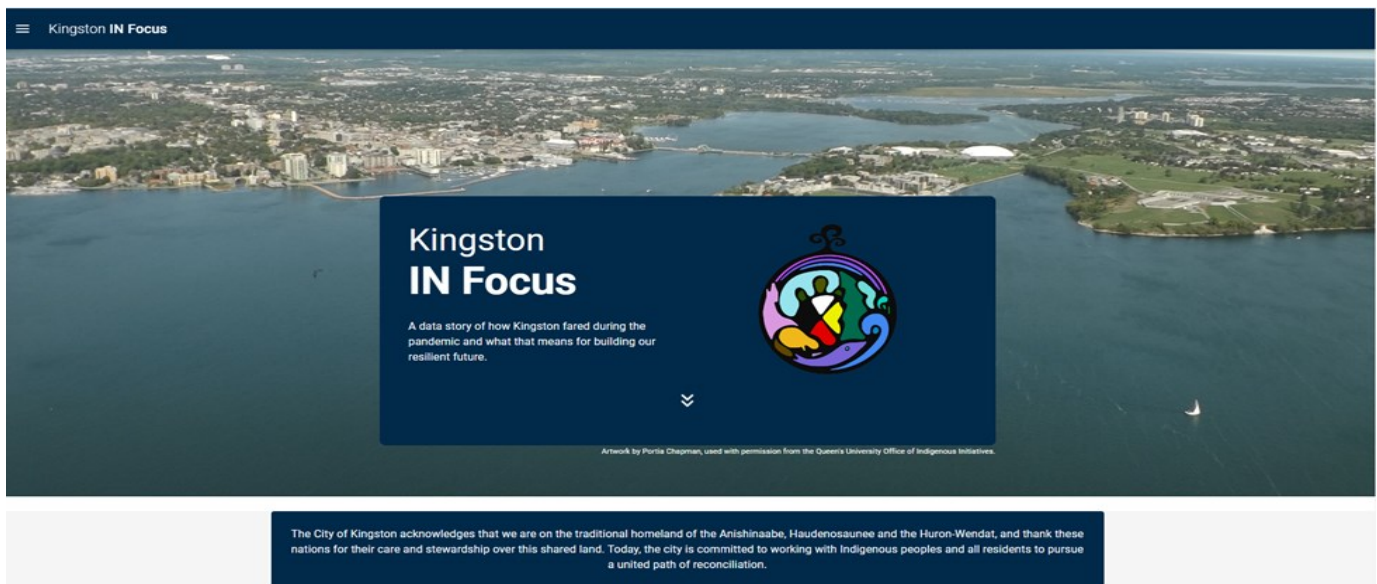 Kingston IN Focus
Kingston
IN Focus
A data story of how Kingston fared during the
pandemic and what that means for building our
resilient future.
Artwork by Portia Chapman, used with permission from the Queen's University Office of Indigenous Initiatives.
The City of Kingston acknowledges that we are on the traditional homeland of the Anishinaabe, Haudenosaunee and the Huron-Wendat, and thank these
nations for their care and stewardship over this shared land. Today, the city is committed to working with Indigenous peoples and all residents to pursue
a united path of reconciliation.